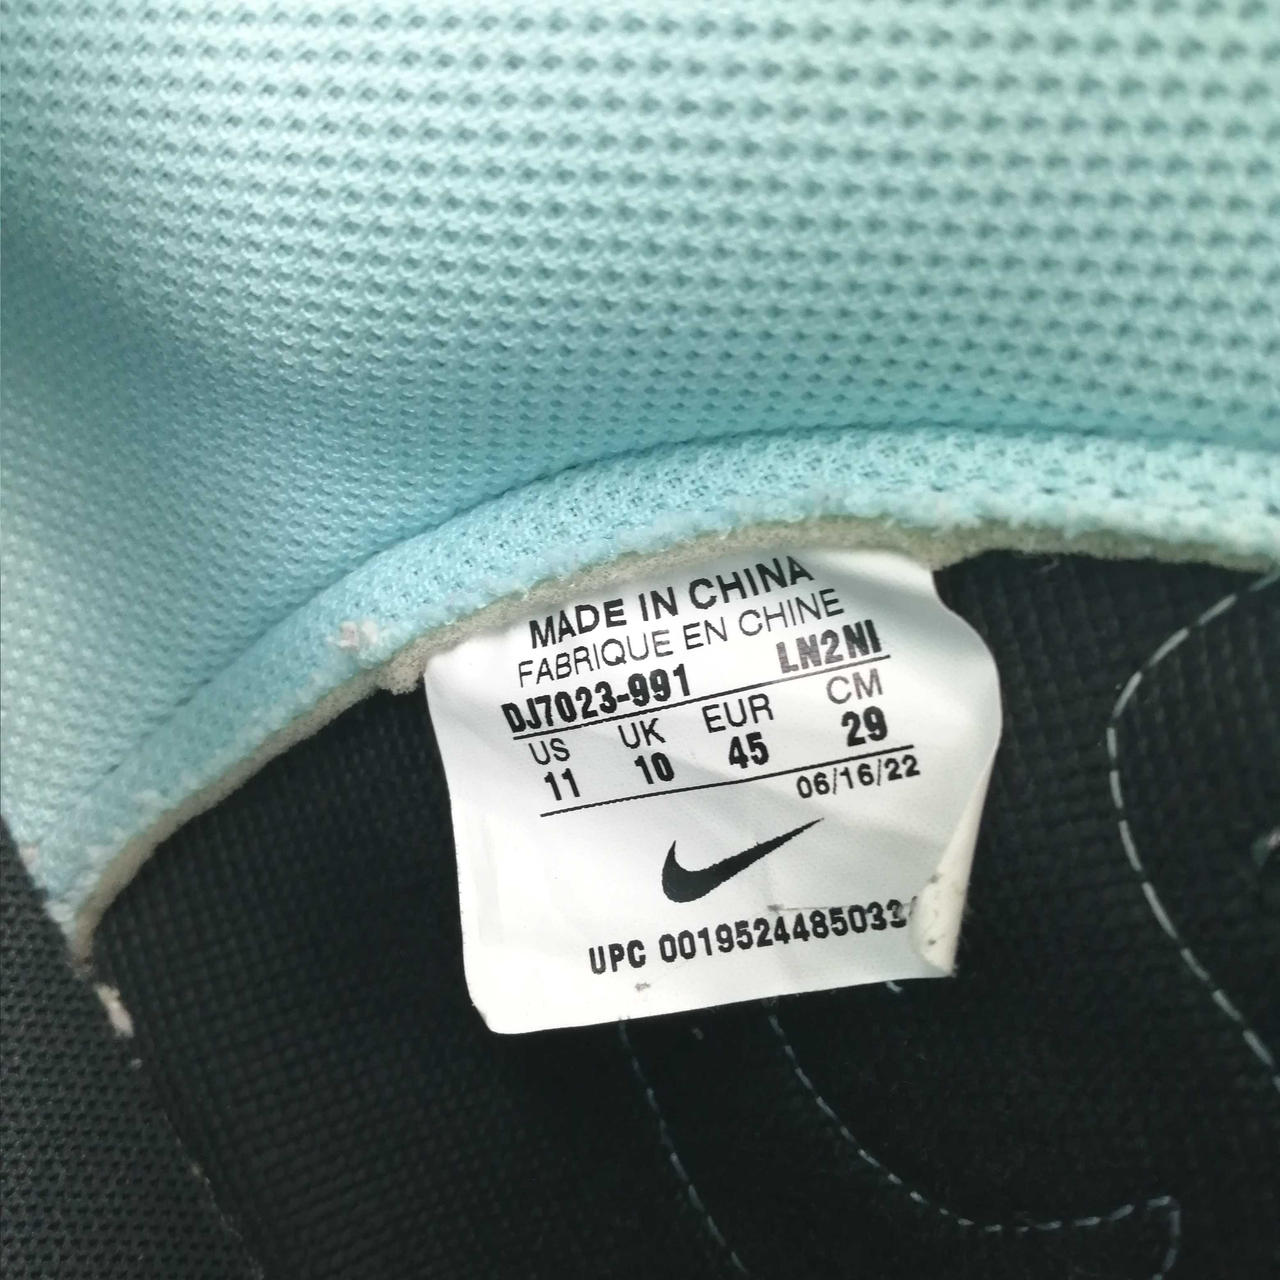 MADE IN CHINA
FABRIQUE EN CHINE
DJ7023-991 LN2NI
US UK EUR CM
11 10 45 29
06/16/22
UPC